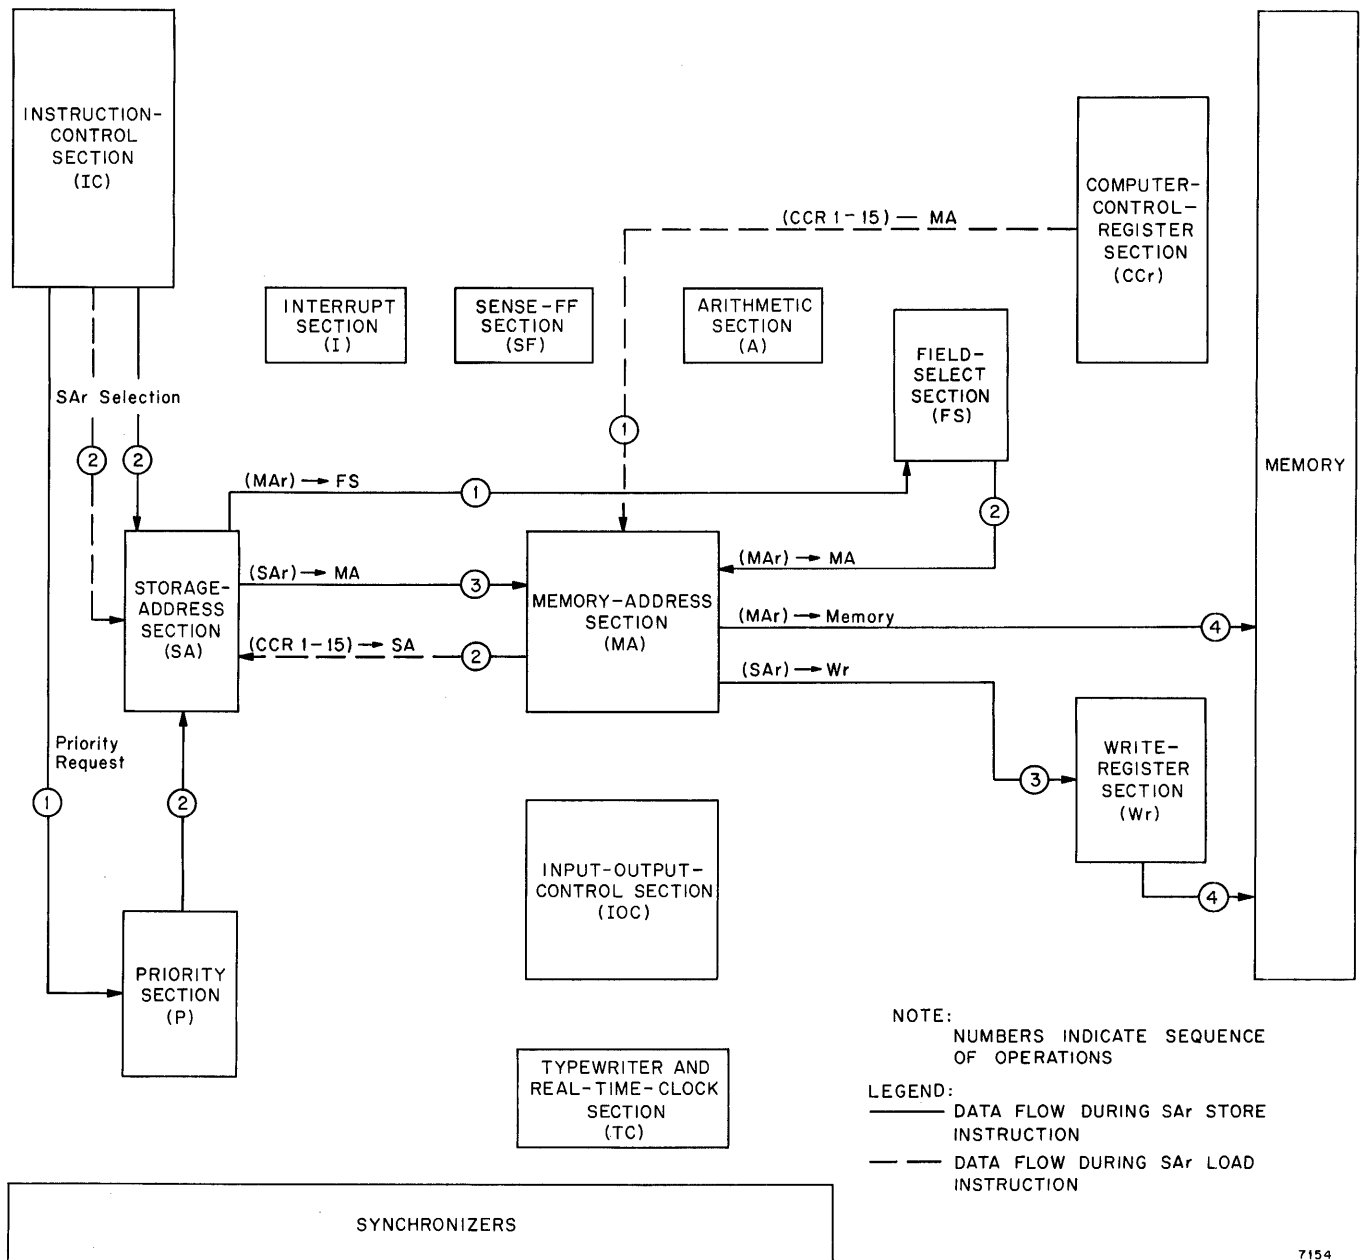 INSTRUCTION-
CONTROL
SECTION
(IC)
COMPUTER-
CONTROL-
REGISTER
SECTION
(CCr)
(CCR 1-15) — MA
INTERRUPT
SECTION
(I)
SENSE-FF
SECTION
(SF)
ARITHMETIC
SECTION
(A)
FIELD-
SELECT
SECTION
(FS)
MEMORY
SAr Selection
2
2
1
(MAr) → FS
1
2
STORAGE-
ADDRESS
SECTION
(SA)
(SAr) → MA
3
(CCR 1-15) → SA
2
MEMORY-ADDRESS
SECTION
(MA)
(MAr) → MA
(MAr) → Memory
4
(SAr) → Wr
3
WRITE-
REGISTER
SECTION
(Wr)
4
Priority
Request
1
2
INPUT-OUTPUT-
CONTROL SECTION
(IOC)
PRIORITY
SECTION
(P)
TYPEWRITER AND
REAL-TIME-CLOCK
SECTION
(TC)
NOTE:
NUMBERS INDICATE SEQUENCE
OF OPERATIONS
LEGEND:
DATA FLOW DURING SAr STORE
INSTRUCTION
DATA FLOW DURING SAr LOAD
INSTRUCTION
SYNCHRONIZERS
7154